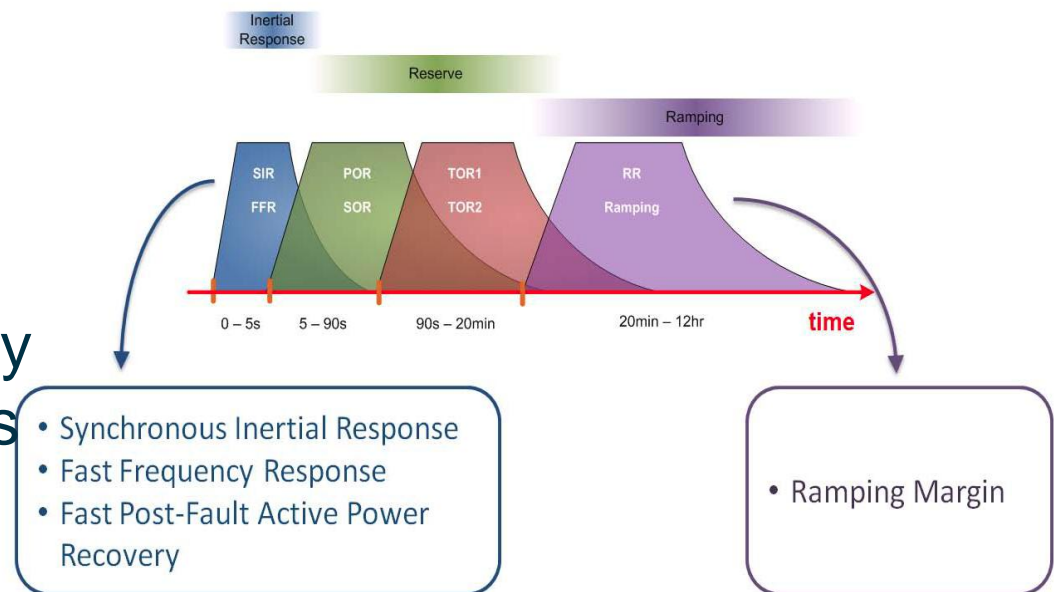 Inertial
Response
Reserve
Ramping
SIR
FFR
POR
SOR
TOR1
TOR2
RR
Ramping
0 – 5s
5 – 90s
90s – 20min
20min – 12hr
time
y
s
• Synchronous Inertial Response
• Fast Frequency Response
• Fast Post-Fault Active Power
Recovery
• Ramping Margin